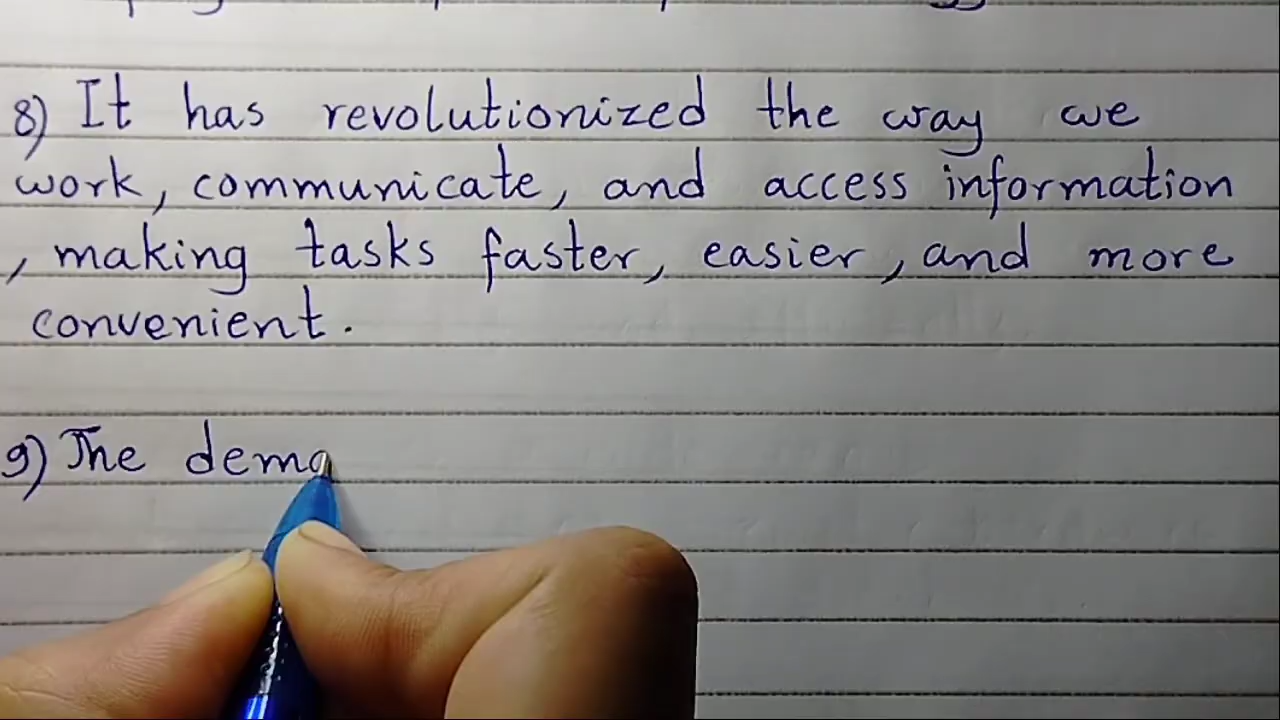 8) It has revolutionized the way we
work, communicate, and access information
, making tasks faster, easier, and more
convenient.
9) The dema